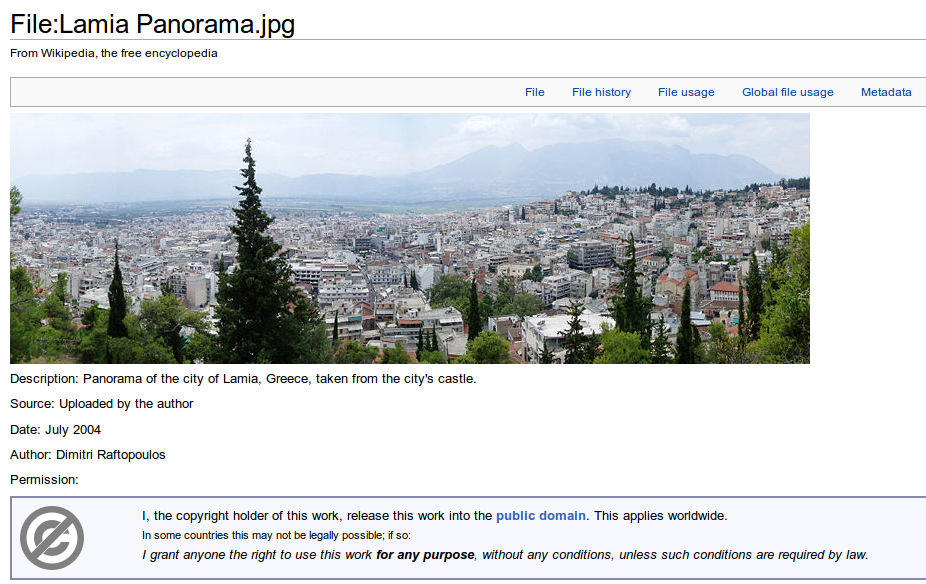 File:Lamia Panorama.jpg
From Wikipedia, the free encyclopedia
File File history File usage Global file usage Metadata
Description: Panorama of the city of Lamia, Greece, taken from the city's castle.
Source: Uploaded by the author
Date: July 2004
Author: Dimitri Raftopoulos
Permission:
I, the copyright holder of this work, release this work into the public domain. This applies worldwide.
In some countries this may not be legally possible; if so:
I grant anyone the right to use this work for any purpose, without any conditions, unless such conditions are required by law.